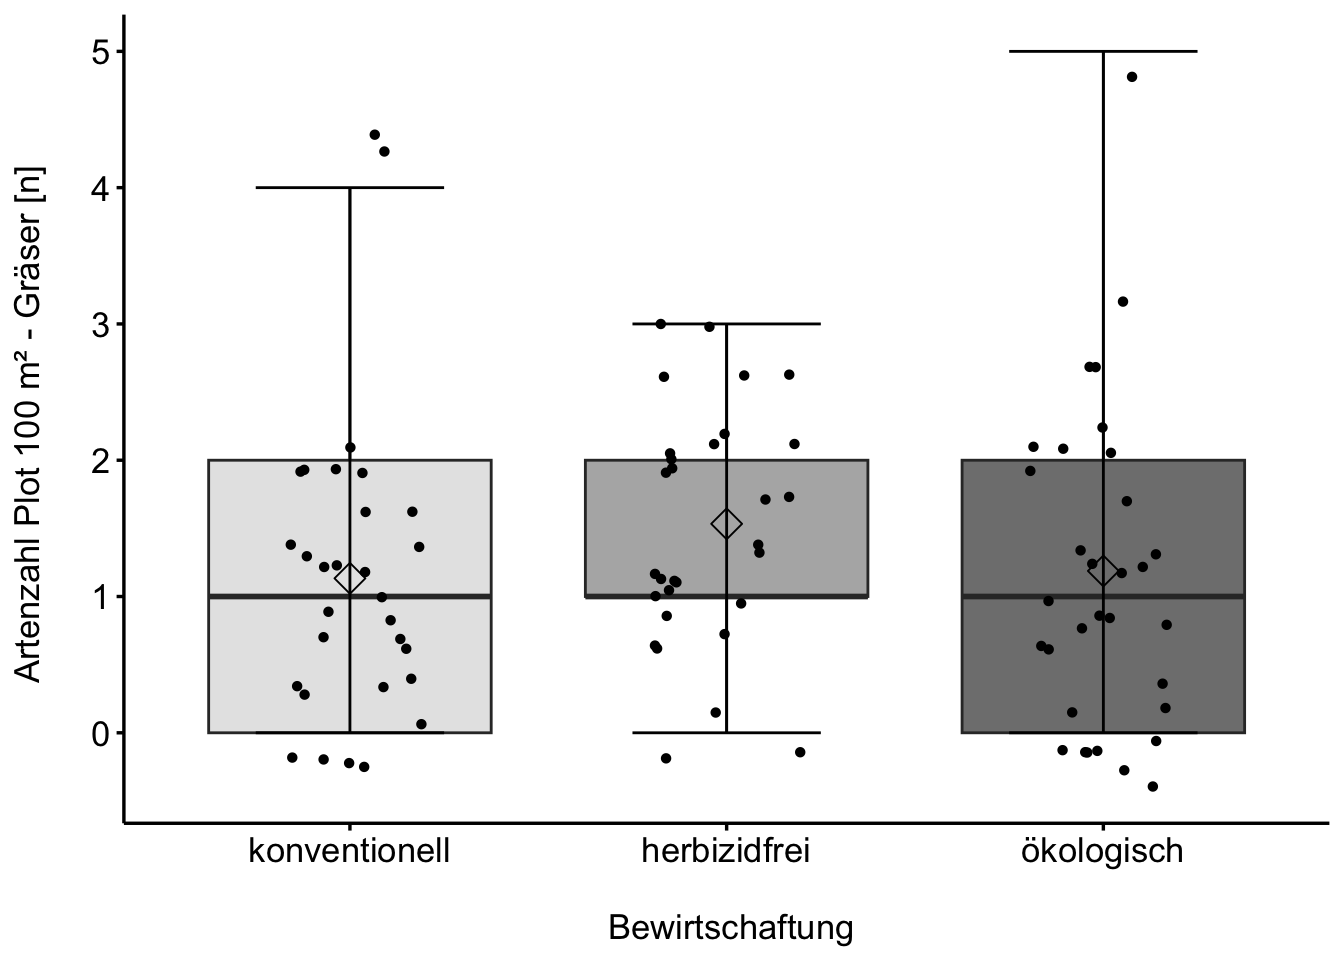 Artenzahl Plot 100 m² - Gräser [n]
5
4
3
2
1
0
konventionell herbizidfrei ökologisch
Bewirtschaftung